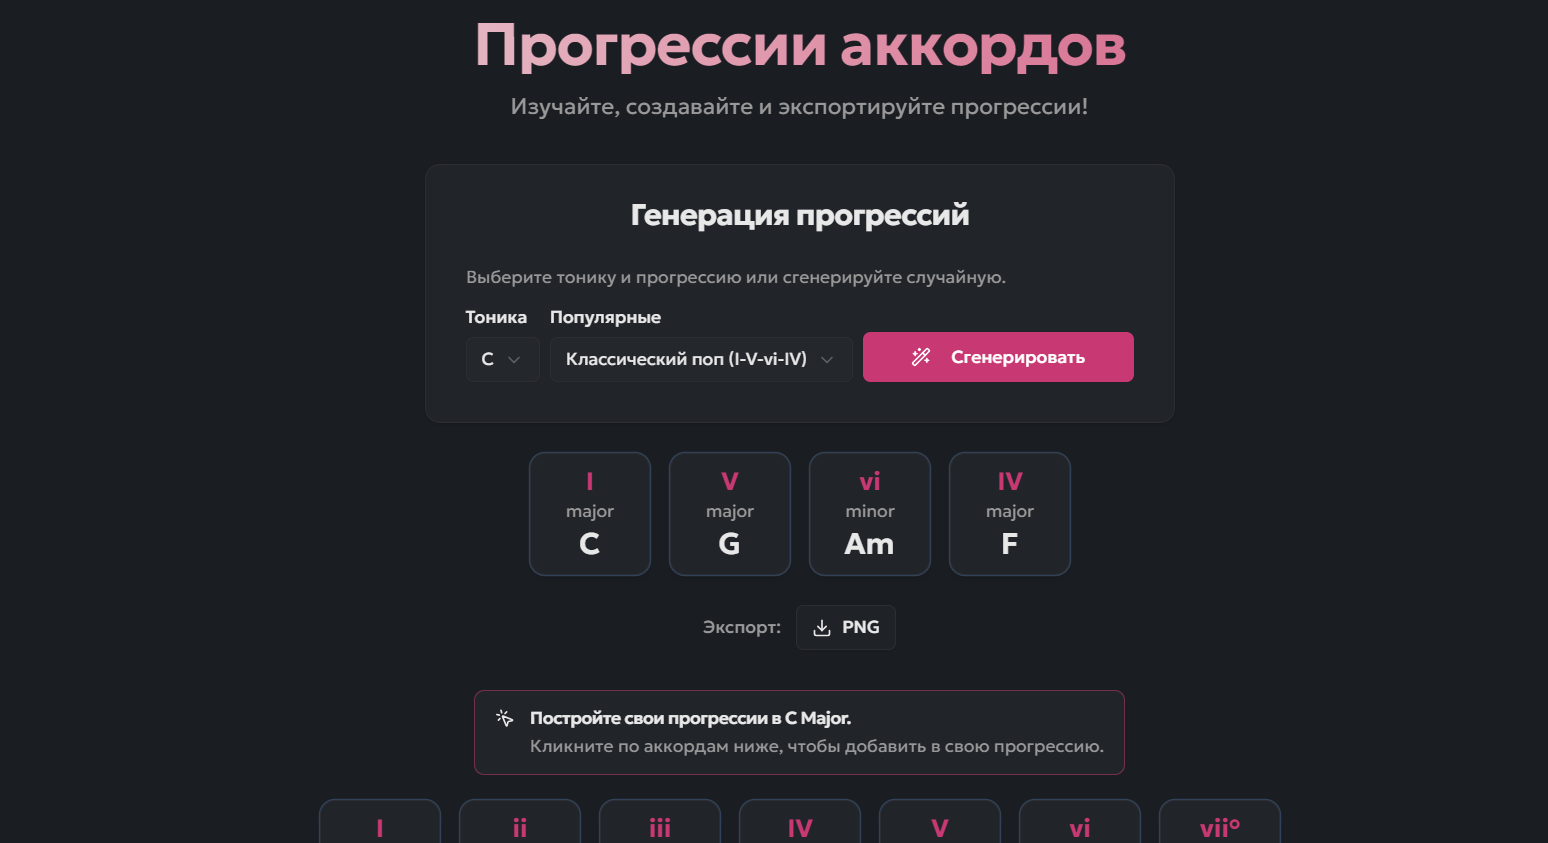 Прогрессии аккордов
Изучайте, создавайте и экспортируйте прогрессии!
Генерация прогрессий
Выберите тонику и прогрессию или сгенерируйте случайную.
Тоника Популярные
C Классический поп (I-V-vi-IV) Сгенерировать
I V vi IV
major major minor major
C G Am F
Экспорт: PNG
Постройте свои прогрессии в C Major.
Кликните по аккордам ниже, чтобы добавить в свою прогрессию.
I ii iii IV V vi vii°